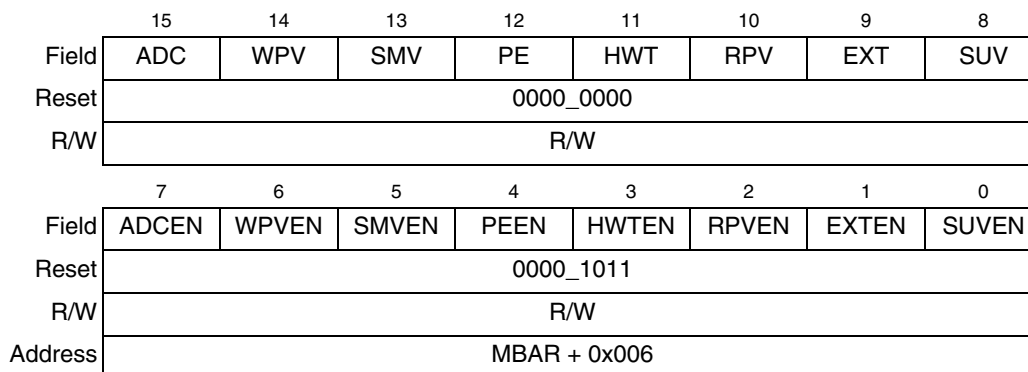 15 14 13 12 11 10 9 8
Field ADC WPV SMV PE HWT RPV EXT SUV
Reset 0000_0000
R/W R/W
7 6 5 4 3 2 1 0
Field ADCEN WPVEN SMVEN PEEN HWTEN RPVEN EXTEN SUVEN
Reset 0000_1011
R/W R/W
Address MBAR + 0x006